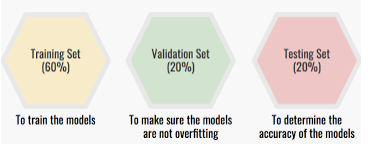 Training Set
(60%)
Validation Set
(20%)
Testing Set
(20%)
To train the models
To make sure the models
are not overfitting
To determine the
accuracy of the models